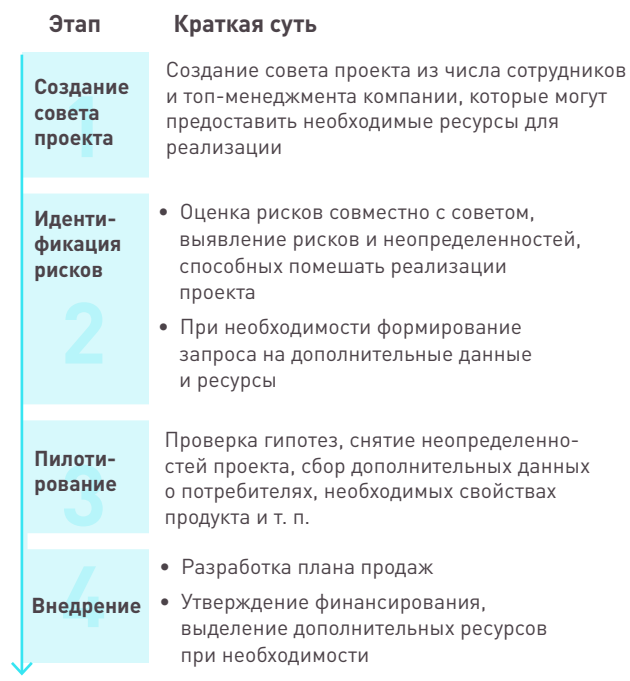 Этап Краткая суть
1
Создание
совета
проекта
Создание совета проекта из числа сотрудников
и топ-менеджмента компании, которые могут
предоставить необходимые ресурсы для
реализации
Иденти-
фикация
рисков
2
• Оценка рисков совместно с советом,
выявление рисков и неопределенностей,
способных помешать реализации
проекта
• При необходимости формирование
запроса на дополнительные данные
и ресурсы
Пилоти-
рование
3
Проверка гипотез, снятие неопределенно-
стей проекта, сбор дополнительных данных
о потребителях, необходимых свойствах
продукта и т. п.
4
Внедрение
• Разработка плана продаж
• Утверждение финансирования,
выделение дополнительных ресурсов
при необходимости